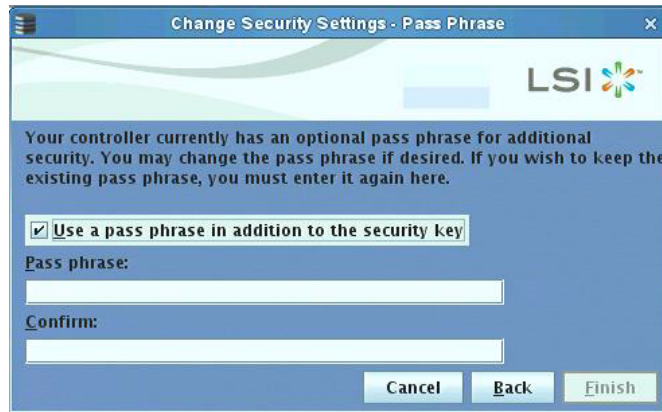 Change Security Settings - Pass Phrase
LSI
Your controller currently has an optional pass phrase for additional
security. You may change the pass phrase if desired. If you wish to keep the
existing pass phrase, you must enter it again here.
Use a pass phrase in addition to the security key
Pass phrase:
Confirm:
Cancel Back Finish